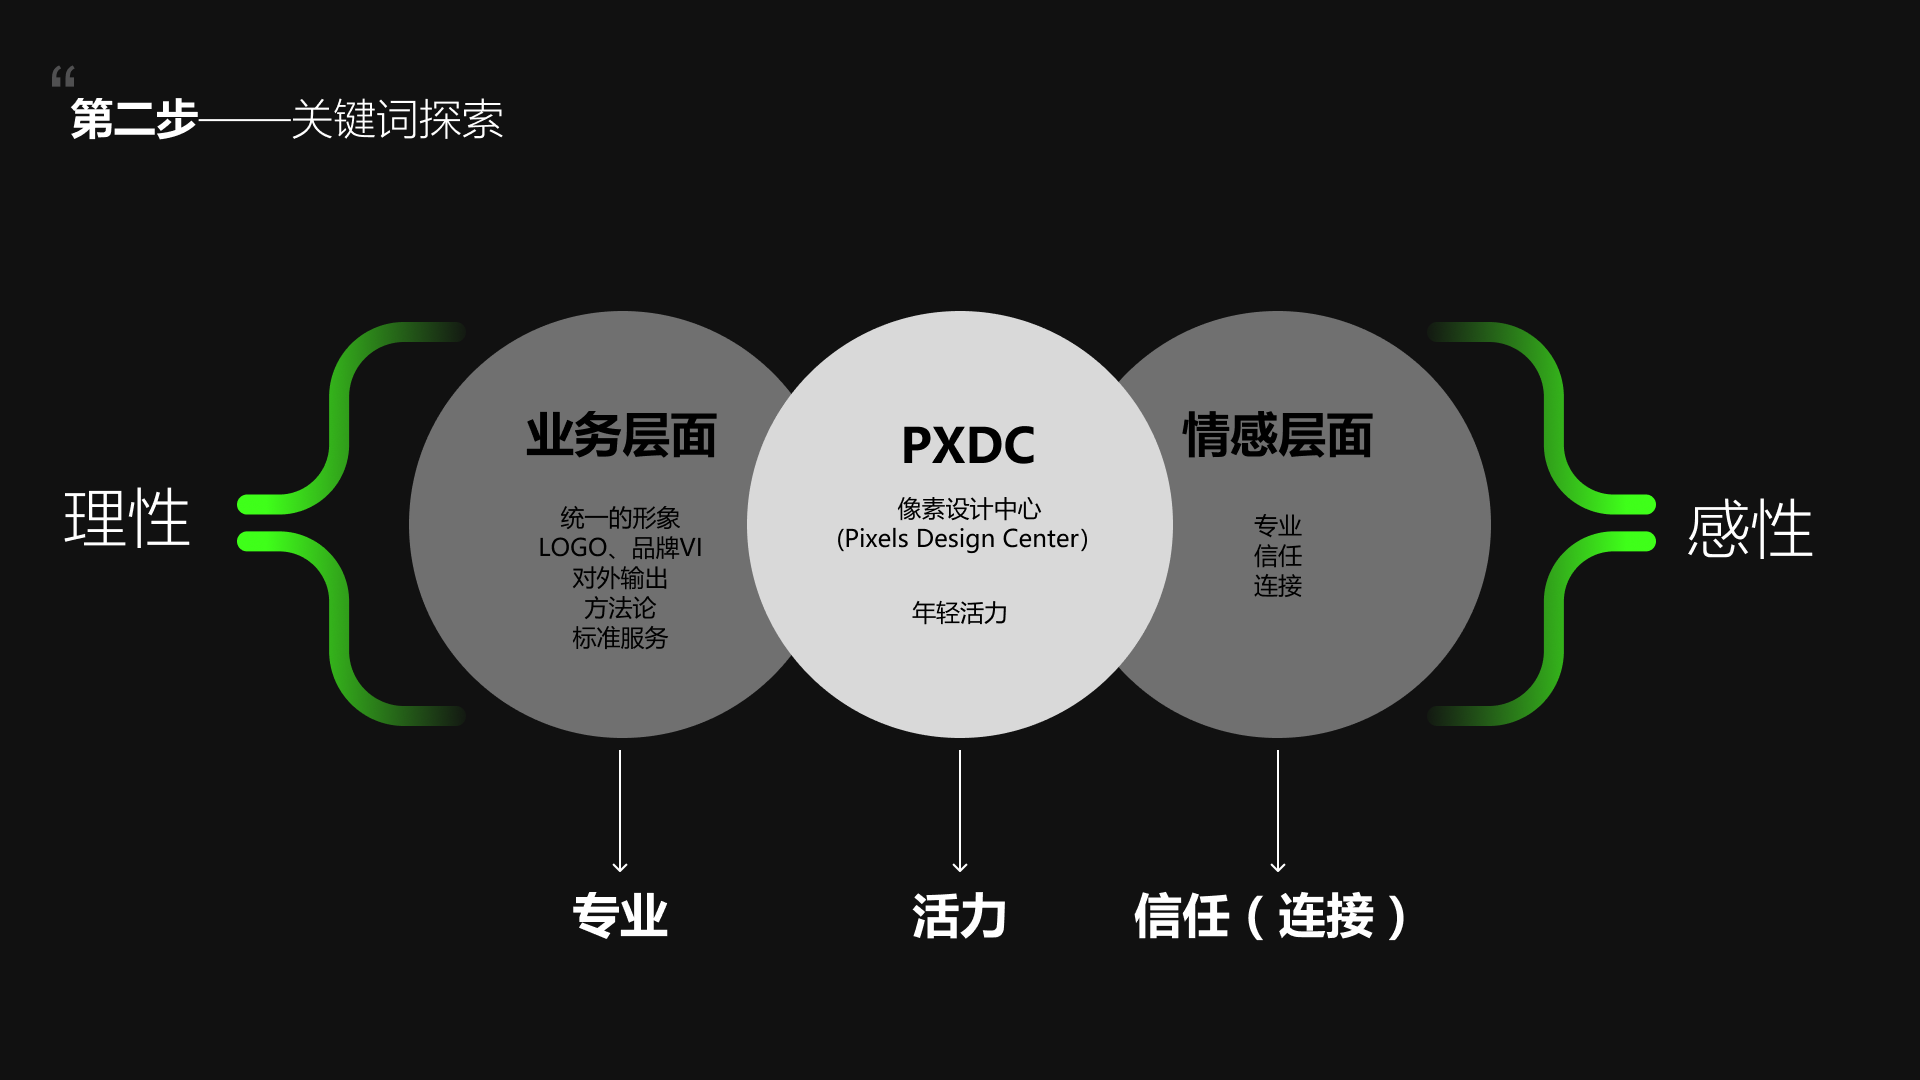 “
第二步——关键词探索
理性
业务层面
统一的形象
LOGO、品牌VI
对外输出
方法论
标准服务
PXDC
像素设计中心
(Pixels Design Center)
年轻活力
情感层面
专业
信任
连接
感性
专业
活力
信任（连接）